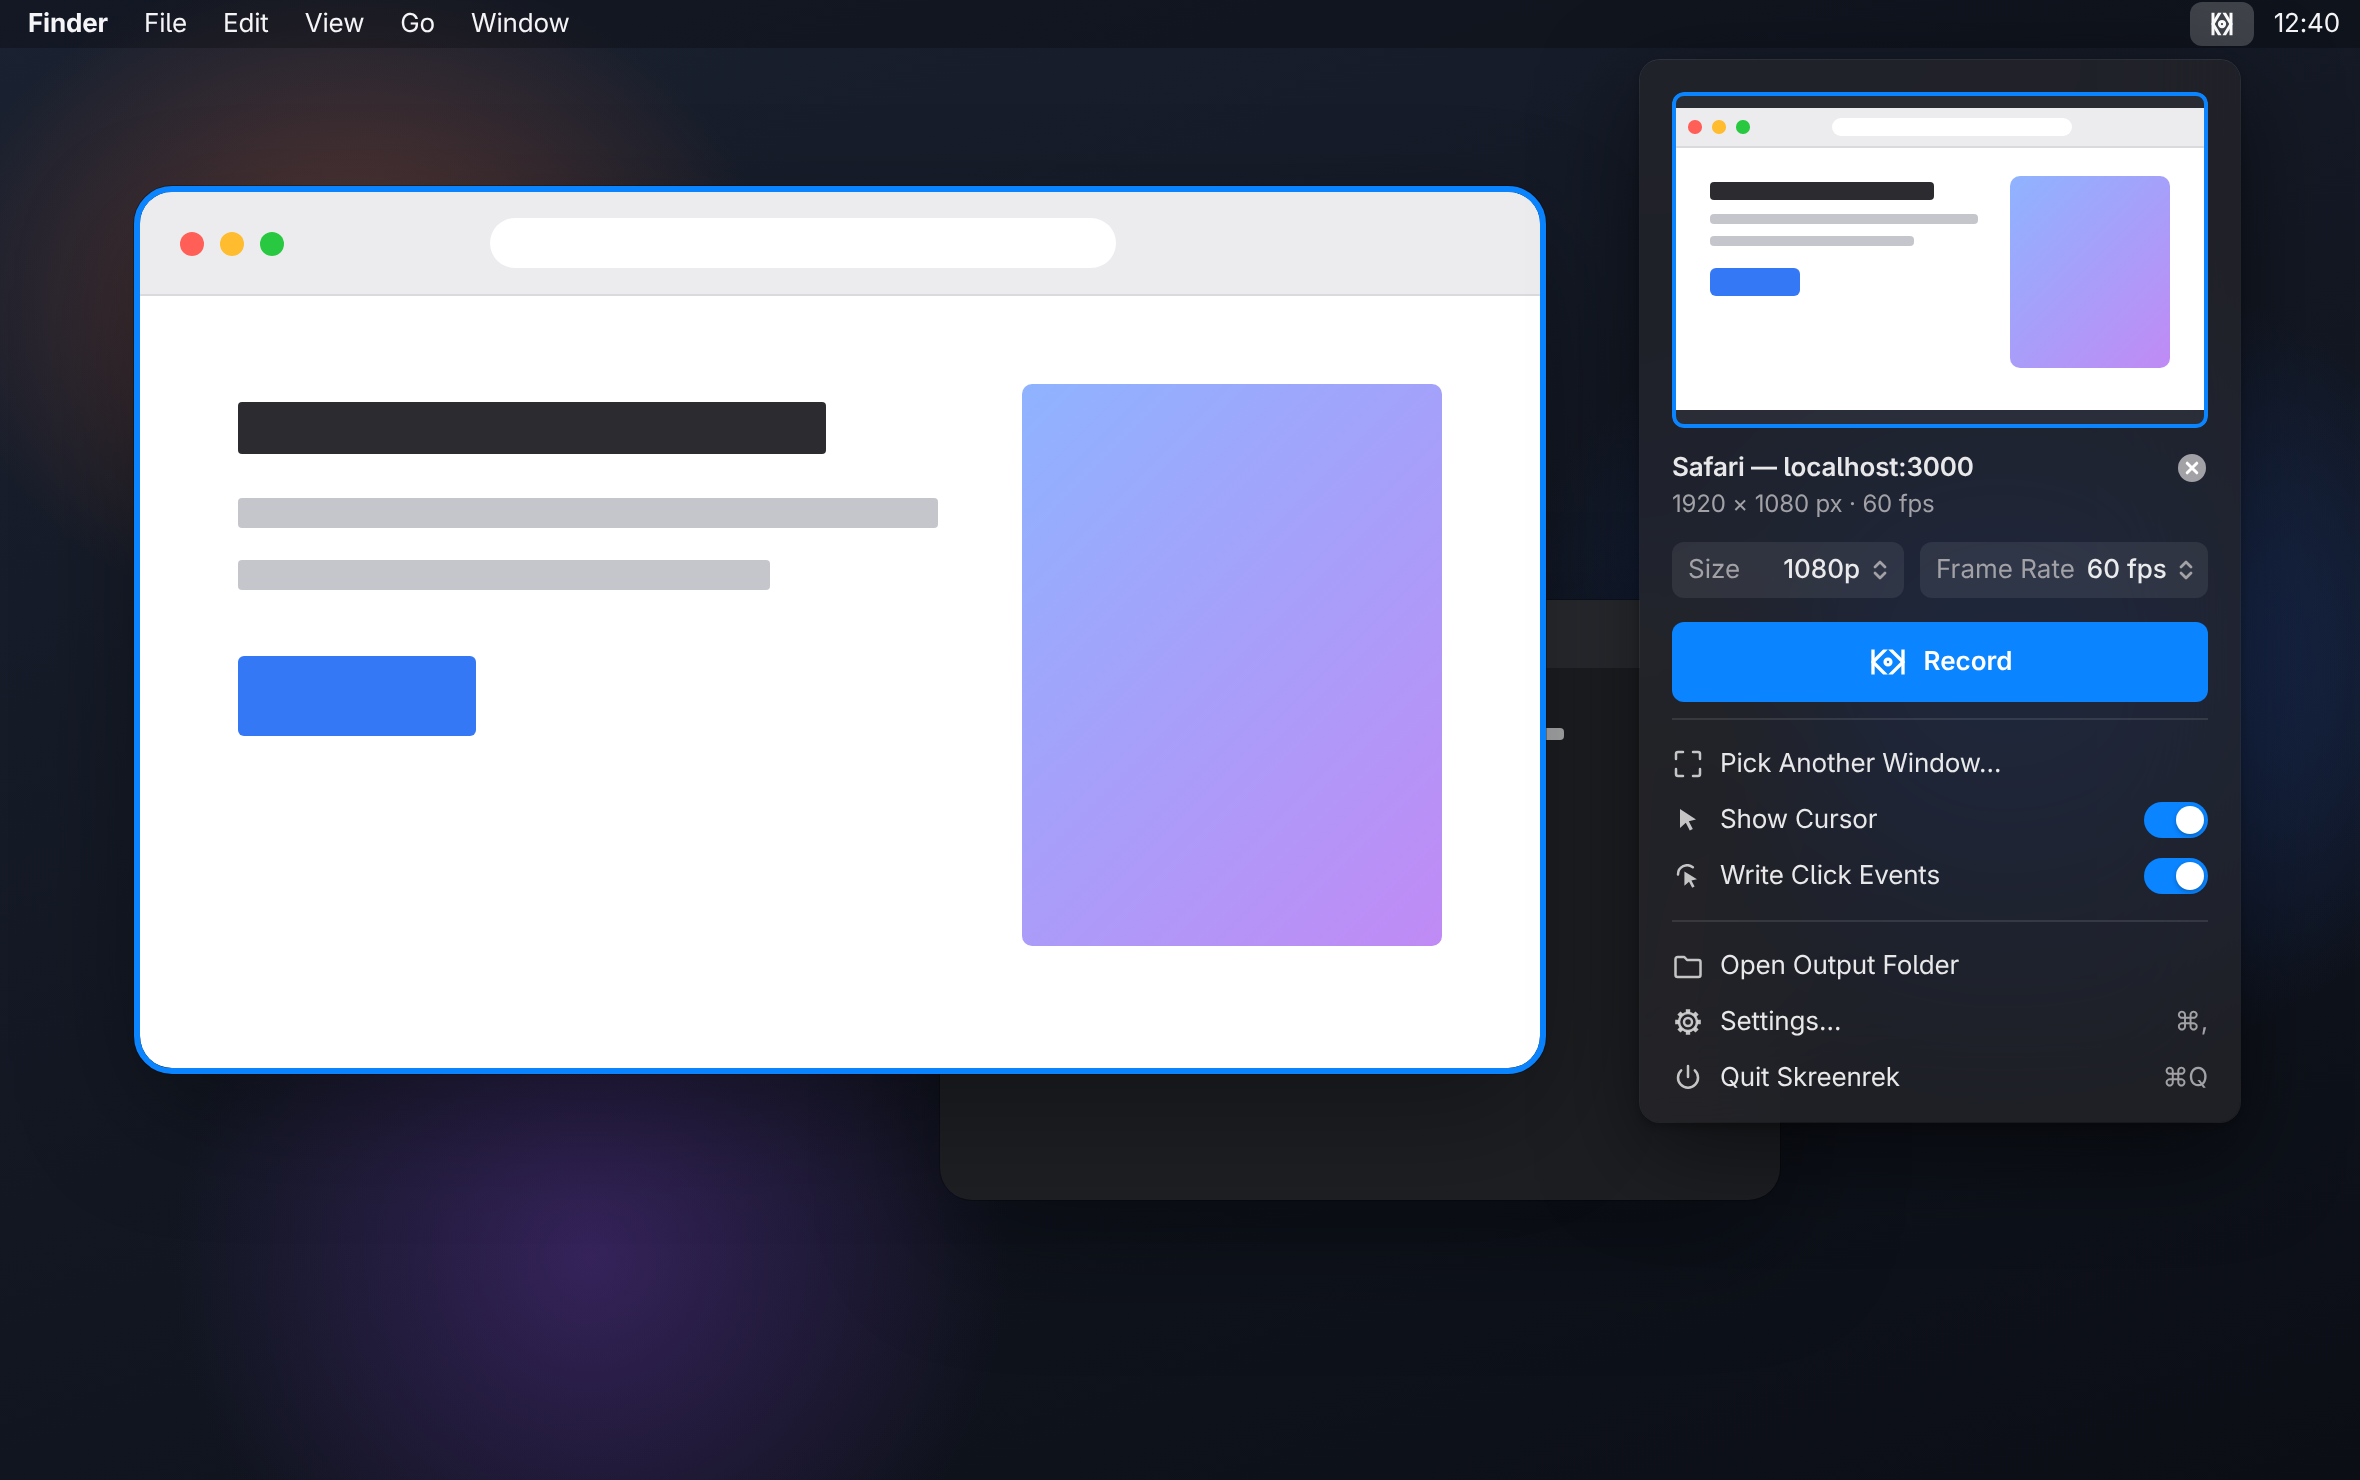 Finder File Edit View Go Window 12:40
Safari — localhost:3000
1920 × 1080 px · 60 fps
Size 1080p Frame Rate 60 fps
Record
Pick Another Window...
Show Cursor
Write Click Events
Open Output Folder
Settings... ⌘,
Quit Skreenrek ⌘Q